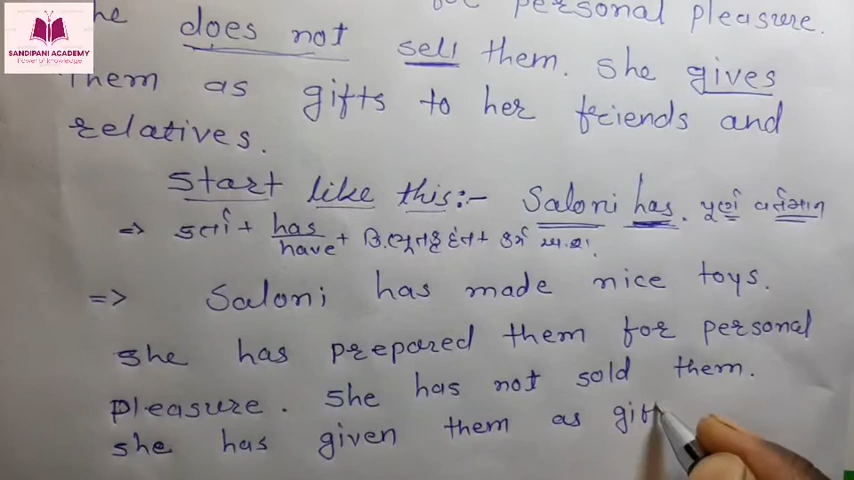 SANDIPANI ACADEMY
Power of Knowledge
personal pleasure.
does not sell them. She gives
them as gifts to her friends and
relatives.
Start like this:- Saloni has. પૂર્ણ વર્તમાન
=> કર્તા + has/have + ક્રિ.ભૂતકૃદંત + કર્મ
=> Saloni has made nice toys.
She has prepared them for personal
pleasure. She has not sold them.
she has given them as gift